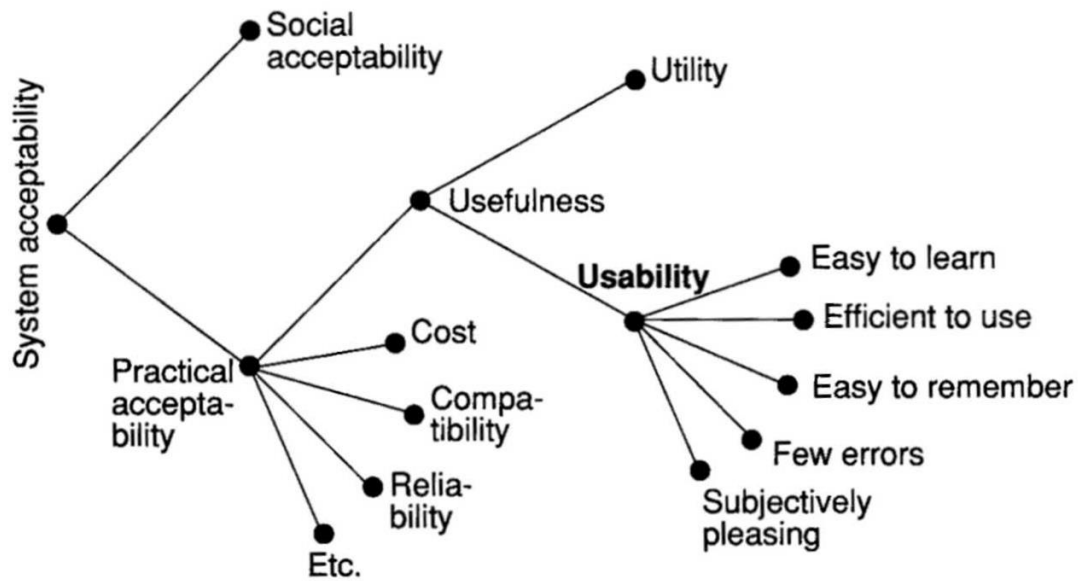 System acceptability
Social
acceptability
Utility
Usefulness
Usability
Easy to learn
Efficient to use
Easy to remember
Few errors
Subjectively
pleasing
Practical
accepta-
bility
Cost
Compa-
tibility
Relia-
bility
Etc.